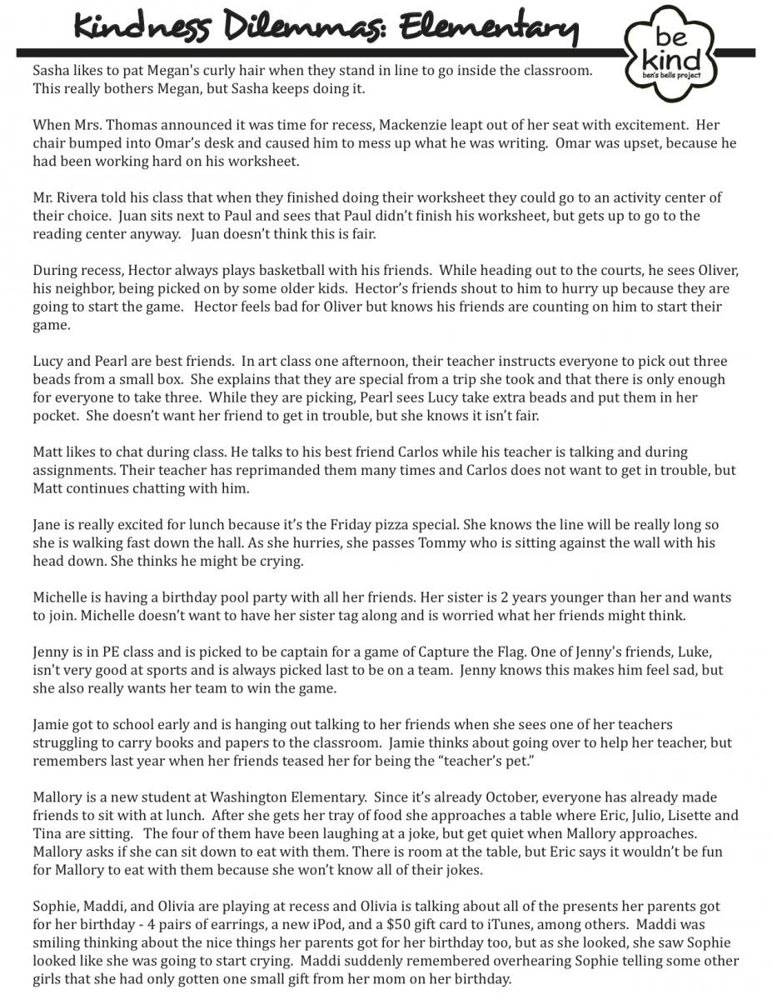 Kindness Dilemmas: Elementary
be
kind
ben's bells project
Sasha likes to pat Megan's curly hair when they stand in line to go inside the classroom.
This really bothers Megan, but Sasha keeps doing it.
When Mrs. Thomas announced it was time for recess, Mackenzie leapt out of her seat with excitement.  Her
chair bumped into Omar’s desk and caused him to mess up what he was writing.  Omar was upset, because he
had been working hard on his worksheet.
Mr. Rivera told his class that when they finished doing their worksheet they could go to an activity center of
their choice.  Juan sits next to Paul and sees that Paul didn’t finish his worksheet, but gets up to go to the
reading center anyway.   Juan doesn’t think this is fair.
During recess, Hector always plays basketball with his friends.  While heading out to the courts, he sees Oliver,
his neighbor, being picked on by some older kids.  Hector’s friends shout to him to hurry up because they are
going to start the game.   Hector feels bad for Oliver but knows his friends are counting on him to start their
game.
Lucy and Pearl are best friends.  In art class one afternoon, their teacher instructs everyone to pick out three
beads from a small box.  She explains that they are special from a trip she took and that there is only enough
for everyone to take three.  While they are picking, Pearl sees Lucy take extra beads and put them in her
pocket.  She doesn’t want her friend to get in trouble, but she knows it isn’t fair.
Matt likes to chat during class. He talks to his best friend Carlos while his teacher is talking and during
assignments. Their teacher has reprimanded them many times and Carlos does not want to get in trouble, but
Matt continues chatting with him.
Jane is really excited for lunch because it’s the Friday pizza special. She knows the line will be really long so
she is walking fast down the hall. As she hurries, she passes Tommy who is sitting against the wall with his
head down. She thinks he might be crying.
Michelle is having a birthday pool party with all her friends. Her sister is 2 years younger than her and wants
to join. Michelle doesn’t want to have her sister tag along and is worried what her friends might think.
Jenny is in PE class and is picked to be captain for a game of Capture the Flag. One of Jenny's friends, Luke,
isn't very good at sports and is always picked last to be on a team.  Jenny knows this makes him feel sad, but
she also really wants her team to win the game.
Jamie got to school early and is hanging out talking to her friends when she sees one of her teachers
struggling to carry books and papers to the classroom.  Jamie thinks about going over to help her teacher, but
remembers last year when her friends teased her for being the “teacher’s pet.”
Mallory is a new student at Washington Elementary.  Since it’s already October, everyone has already made
friends to sit with at lunch.  After she gets her tray of food she approaches a table where Eric, Julio, Lisette and
Tina are sitting.   The four of them have been laughing at a joke, but get quiet when Mallory approaches.
Mallory asks if she can sit down to eat with them. There is room at the table, but Eric says it wouldn’t be fun
for Mallory to eat with them because she won’t know all of their jokes.
Sophie, Maddi, and Olivia are playing at recess and Olivia is talking about all of the presents her parents got
for her birthday - 4 pairs of earrings, a new iPod, and a $50 gift card to iTunes, among others.  Maddi was
smiling thinking about the nice things her parents got for her birthday too, but as she looked, she saw Sophie
looked like she was going to start crying.  Maddi suddenly remembered overhearing Sophie telling some other
girls that she had only gotten one small gift from her mom on her birthday.